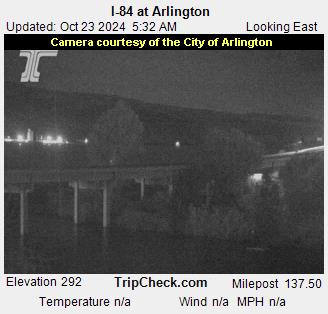 I-84 at Arlington
Updated: Oct 23 2024 5:32 AM Looking East
Camera courtesy of the City of Arlington
Elevation 292 TripCheck.com Milepost 137.50
Temperature n/a Wind n/a MPH n/a